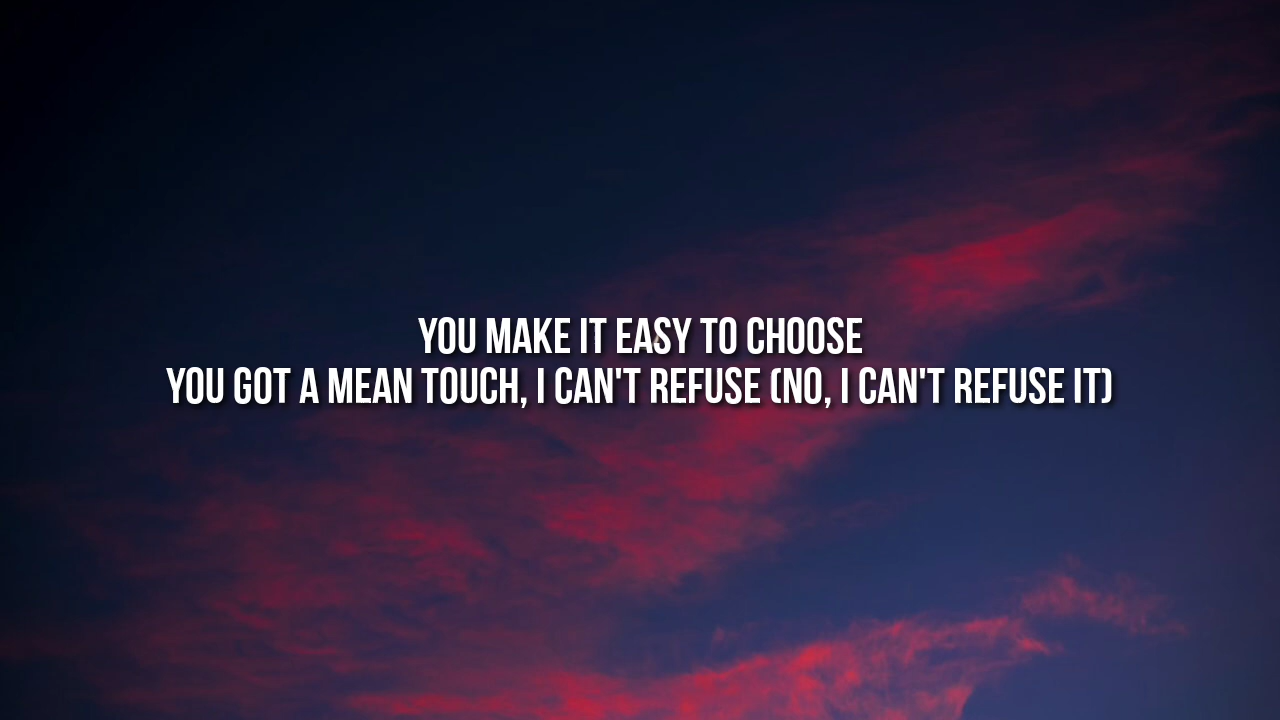 YOU MAKE IT EASY TO CHOOSE
YOU GOT A MEAN TOUCH, I CAN'T REFUSE (NO, I CAN'T REFUSE IT)